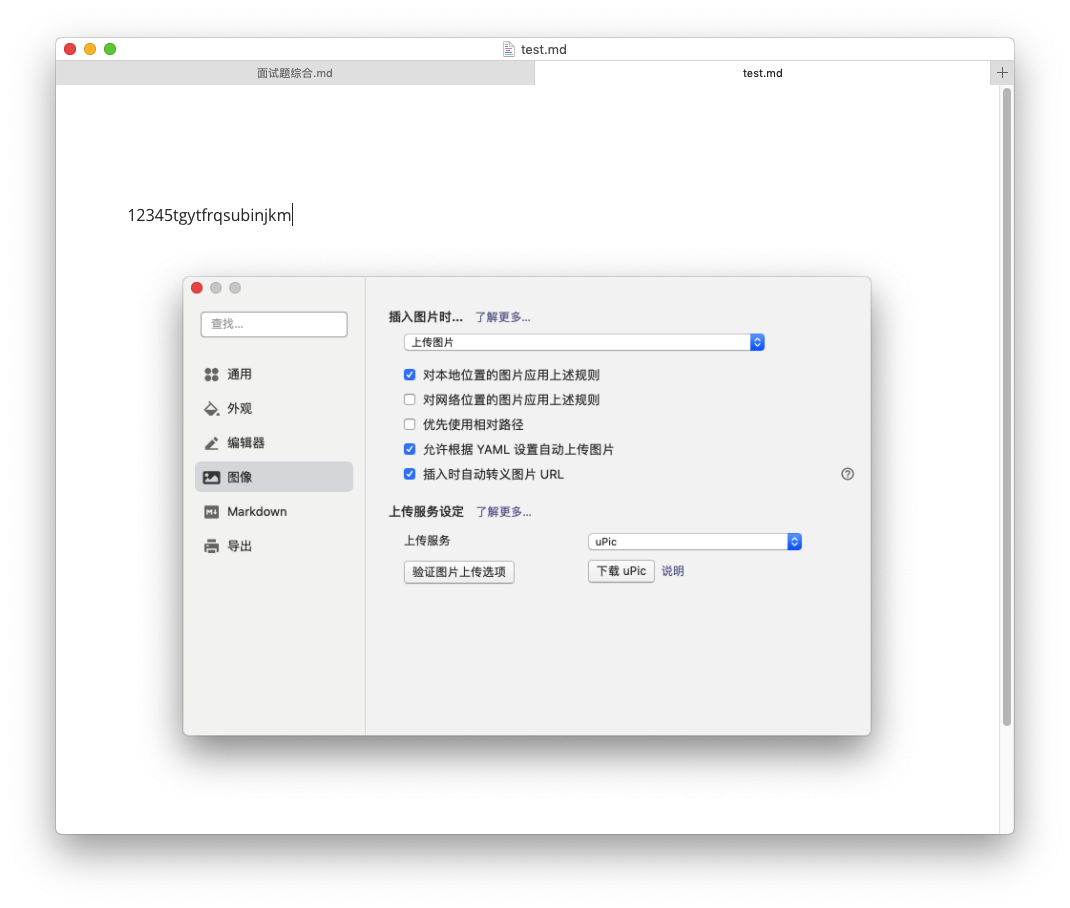 test.md
面试题综合.md
test.md
12345tgytfrqsubinjkm
查找...
通用
外观
编辑器
图像
Markdown
导出
插入图片时... 了解更多...
上传图片
对本地位置的图片应用上述规则
对网络位置的图片应用上述规则
优先使用相对路径
允许根据 YAML 设置自动上传图片
插入时自动转义图片 URL
上传服务设定 了解更多...
上传服务 uPic
验证图片上传选项 下载 uPic 说明